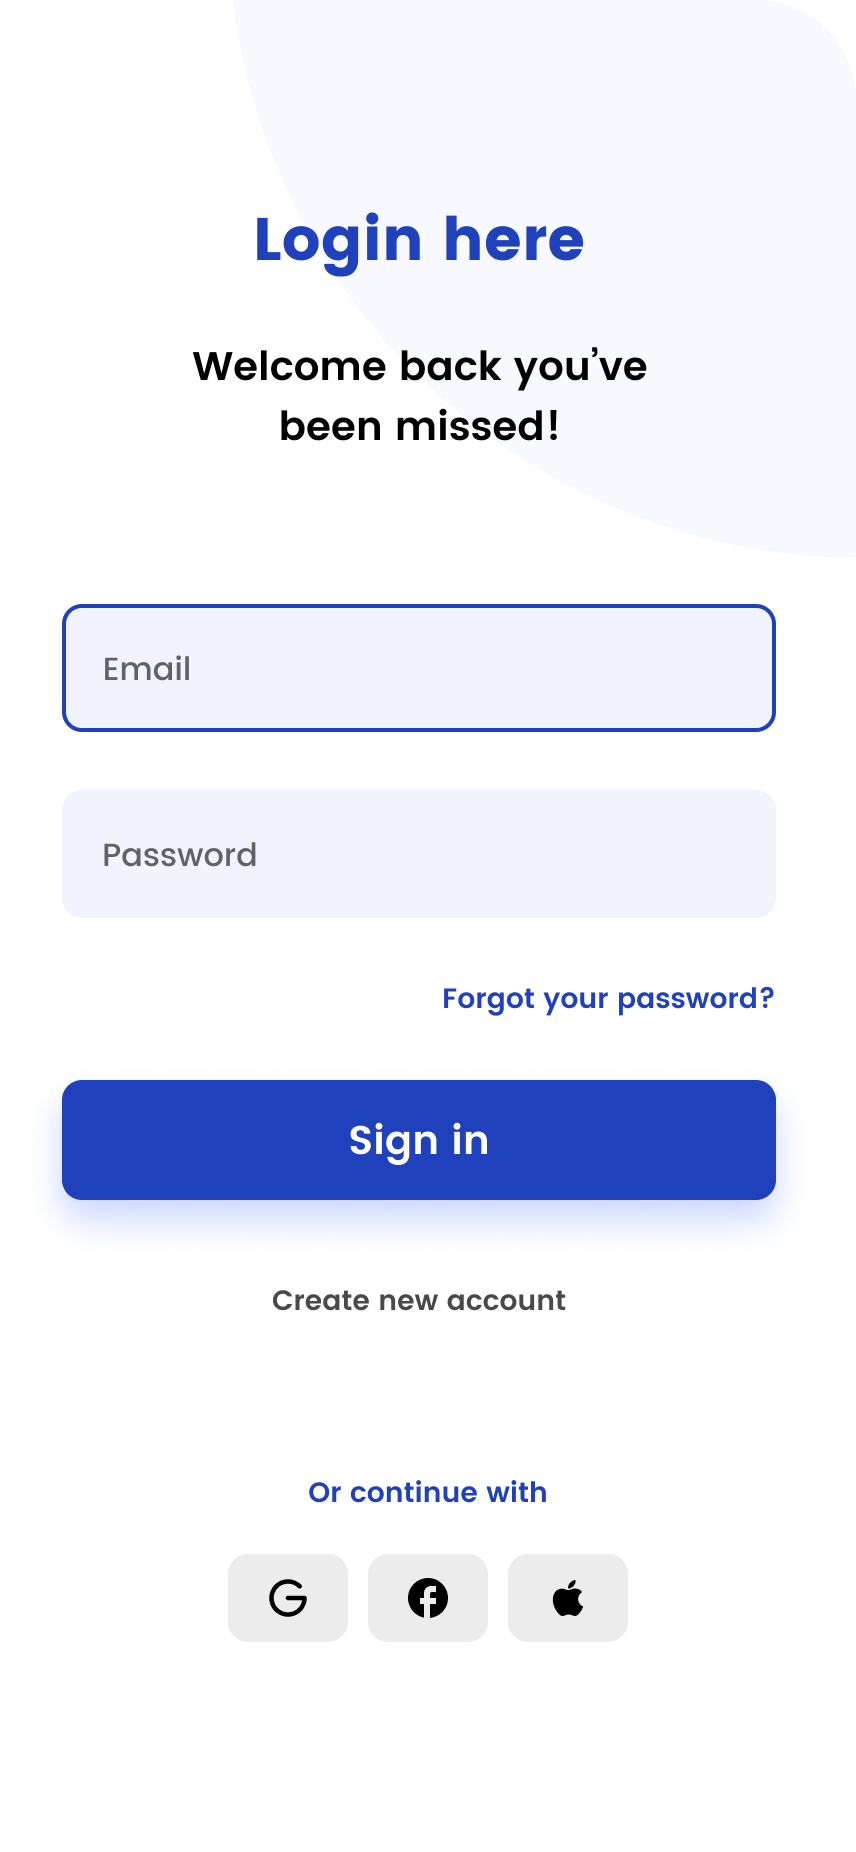 Login here
Welcome back you’ve
been missed!
Email
Password
Forgot your password?
Sign in
Create new account
Or continue with